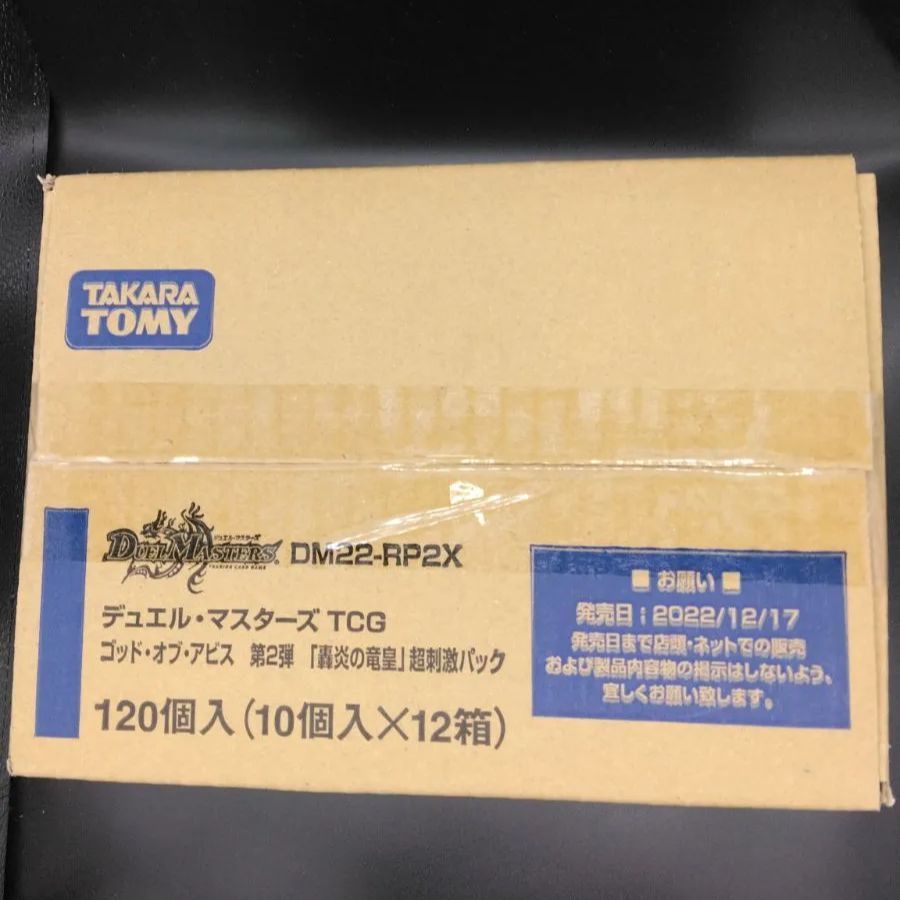 TAKARA
TOMY
デュエル・マスターズ
DUEL MASTERS
TRADING CARD GAME
DM22-RP2X
デュエル・マスターズ TCG
ゴッド・オブ・アビス 第2弾 「轟炎の竜皇」超刺激パック
120個入(10個入×12箱)
■ お願い ■
発売日:2022/12/17
発売日まで店頭・ネットでの販売
および製品内容物の掲示はしないよう、
宜しくお願い致します。